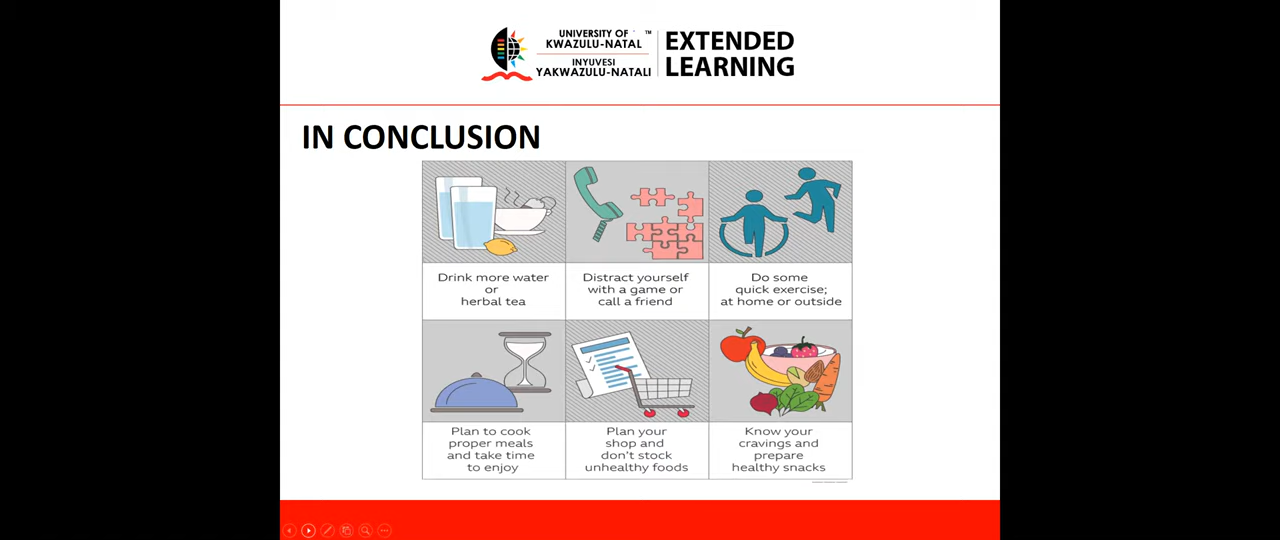 UNIVERSITY OF
KWAZULU-NATAL
INYUVESI
YAKWAZULU-NATALI
™
EXTENDED
LEARNING
IN CONCLUSION
Drink more water
or
herbal tea
Distract yourself
with a game or
call a friend
Do some
quick exercise;
at home or outside
Plan to cook
proper meals
and take time
to enjoy
Plan your
shop and
don't stock
unhealthy foods
Know your
cravings and
prepare
healthy snacks